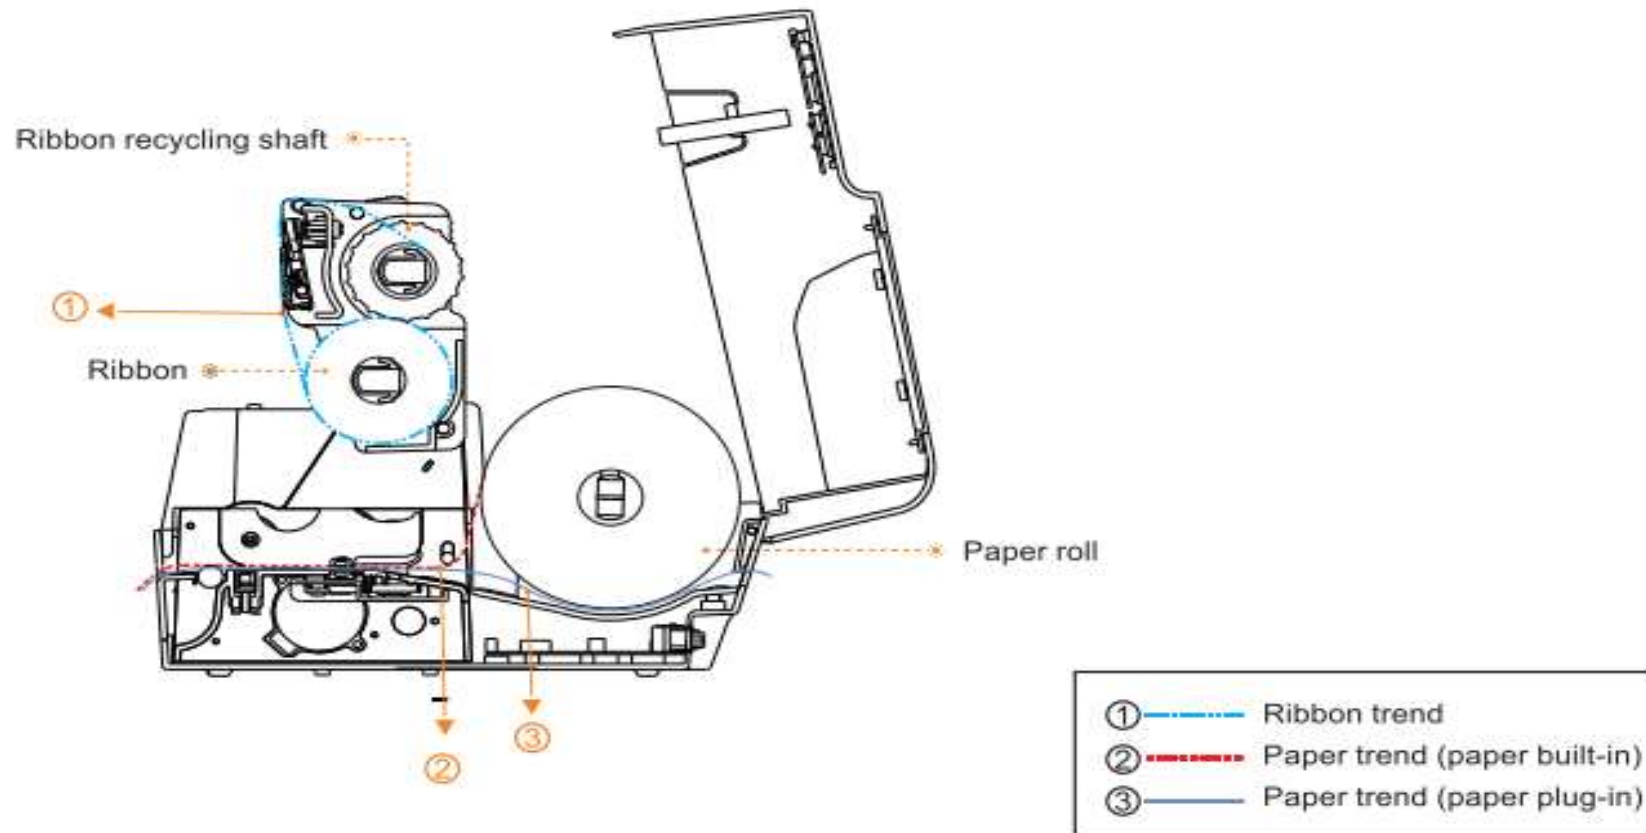 Ribbon recycling shaft
①
Ribbon
Paper roll
③
②
① Ribbon trend
② Paper trend (paper built-in)
③ Paper trend (paper plug-in)